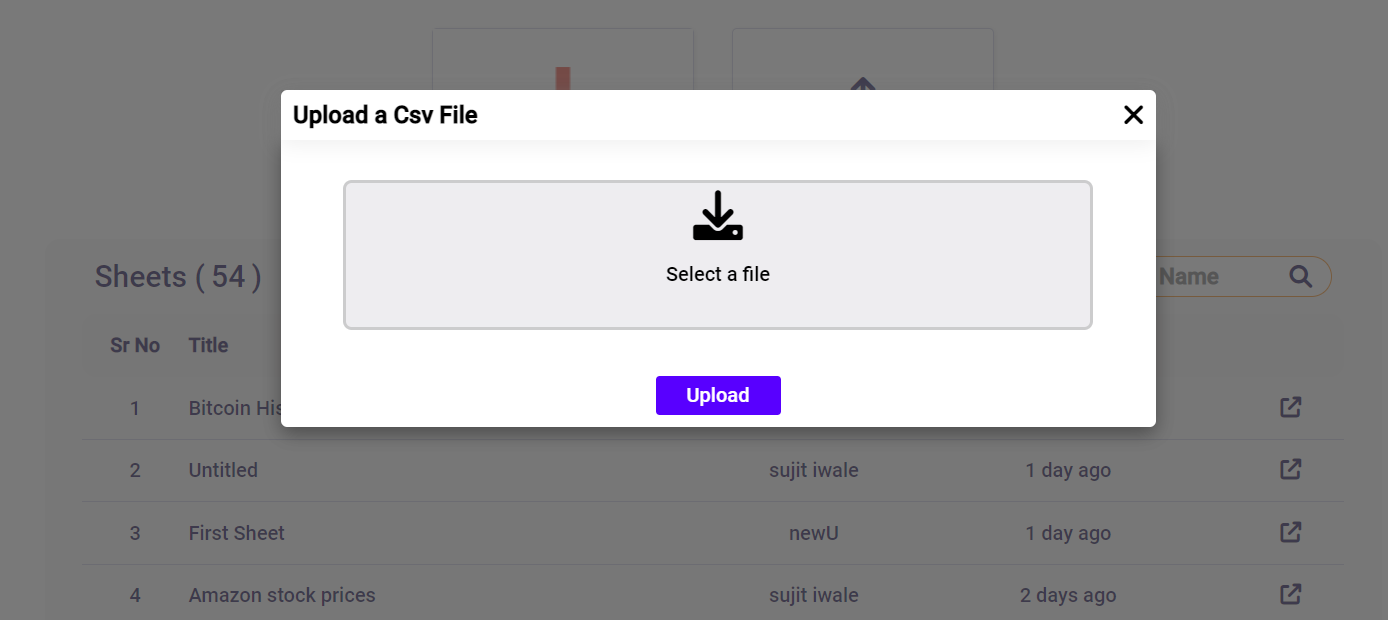 Upload a Csv File
Select a file
Upload
Sheets ( 54 )
Name
Sr No Title
1 Bitcoin His
2 Untitled sujit iwale 1 day ago
3 First Sheet newU 1 day ago
4 Amazon stock prices sujit iwale 2 days ago